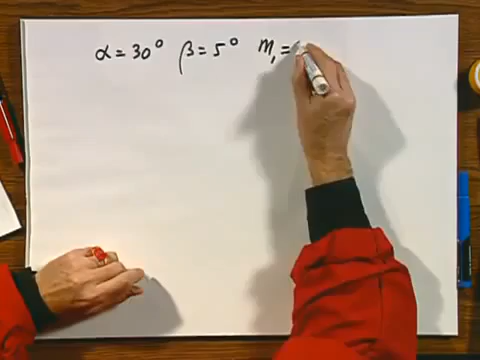 α = 30° β = 5° m₁ =